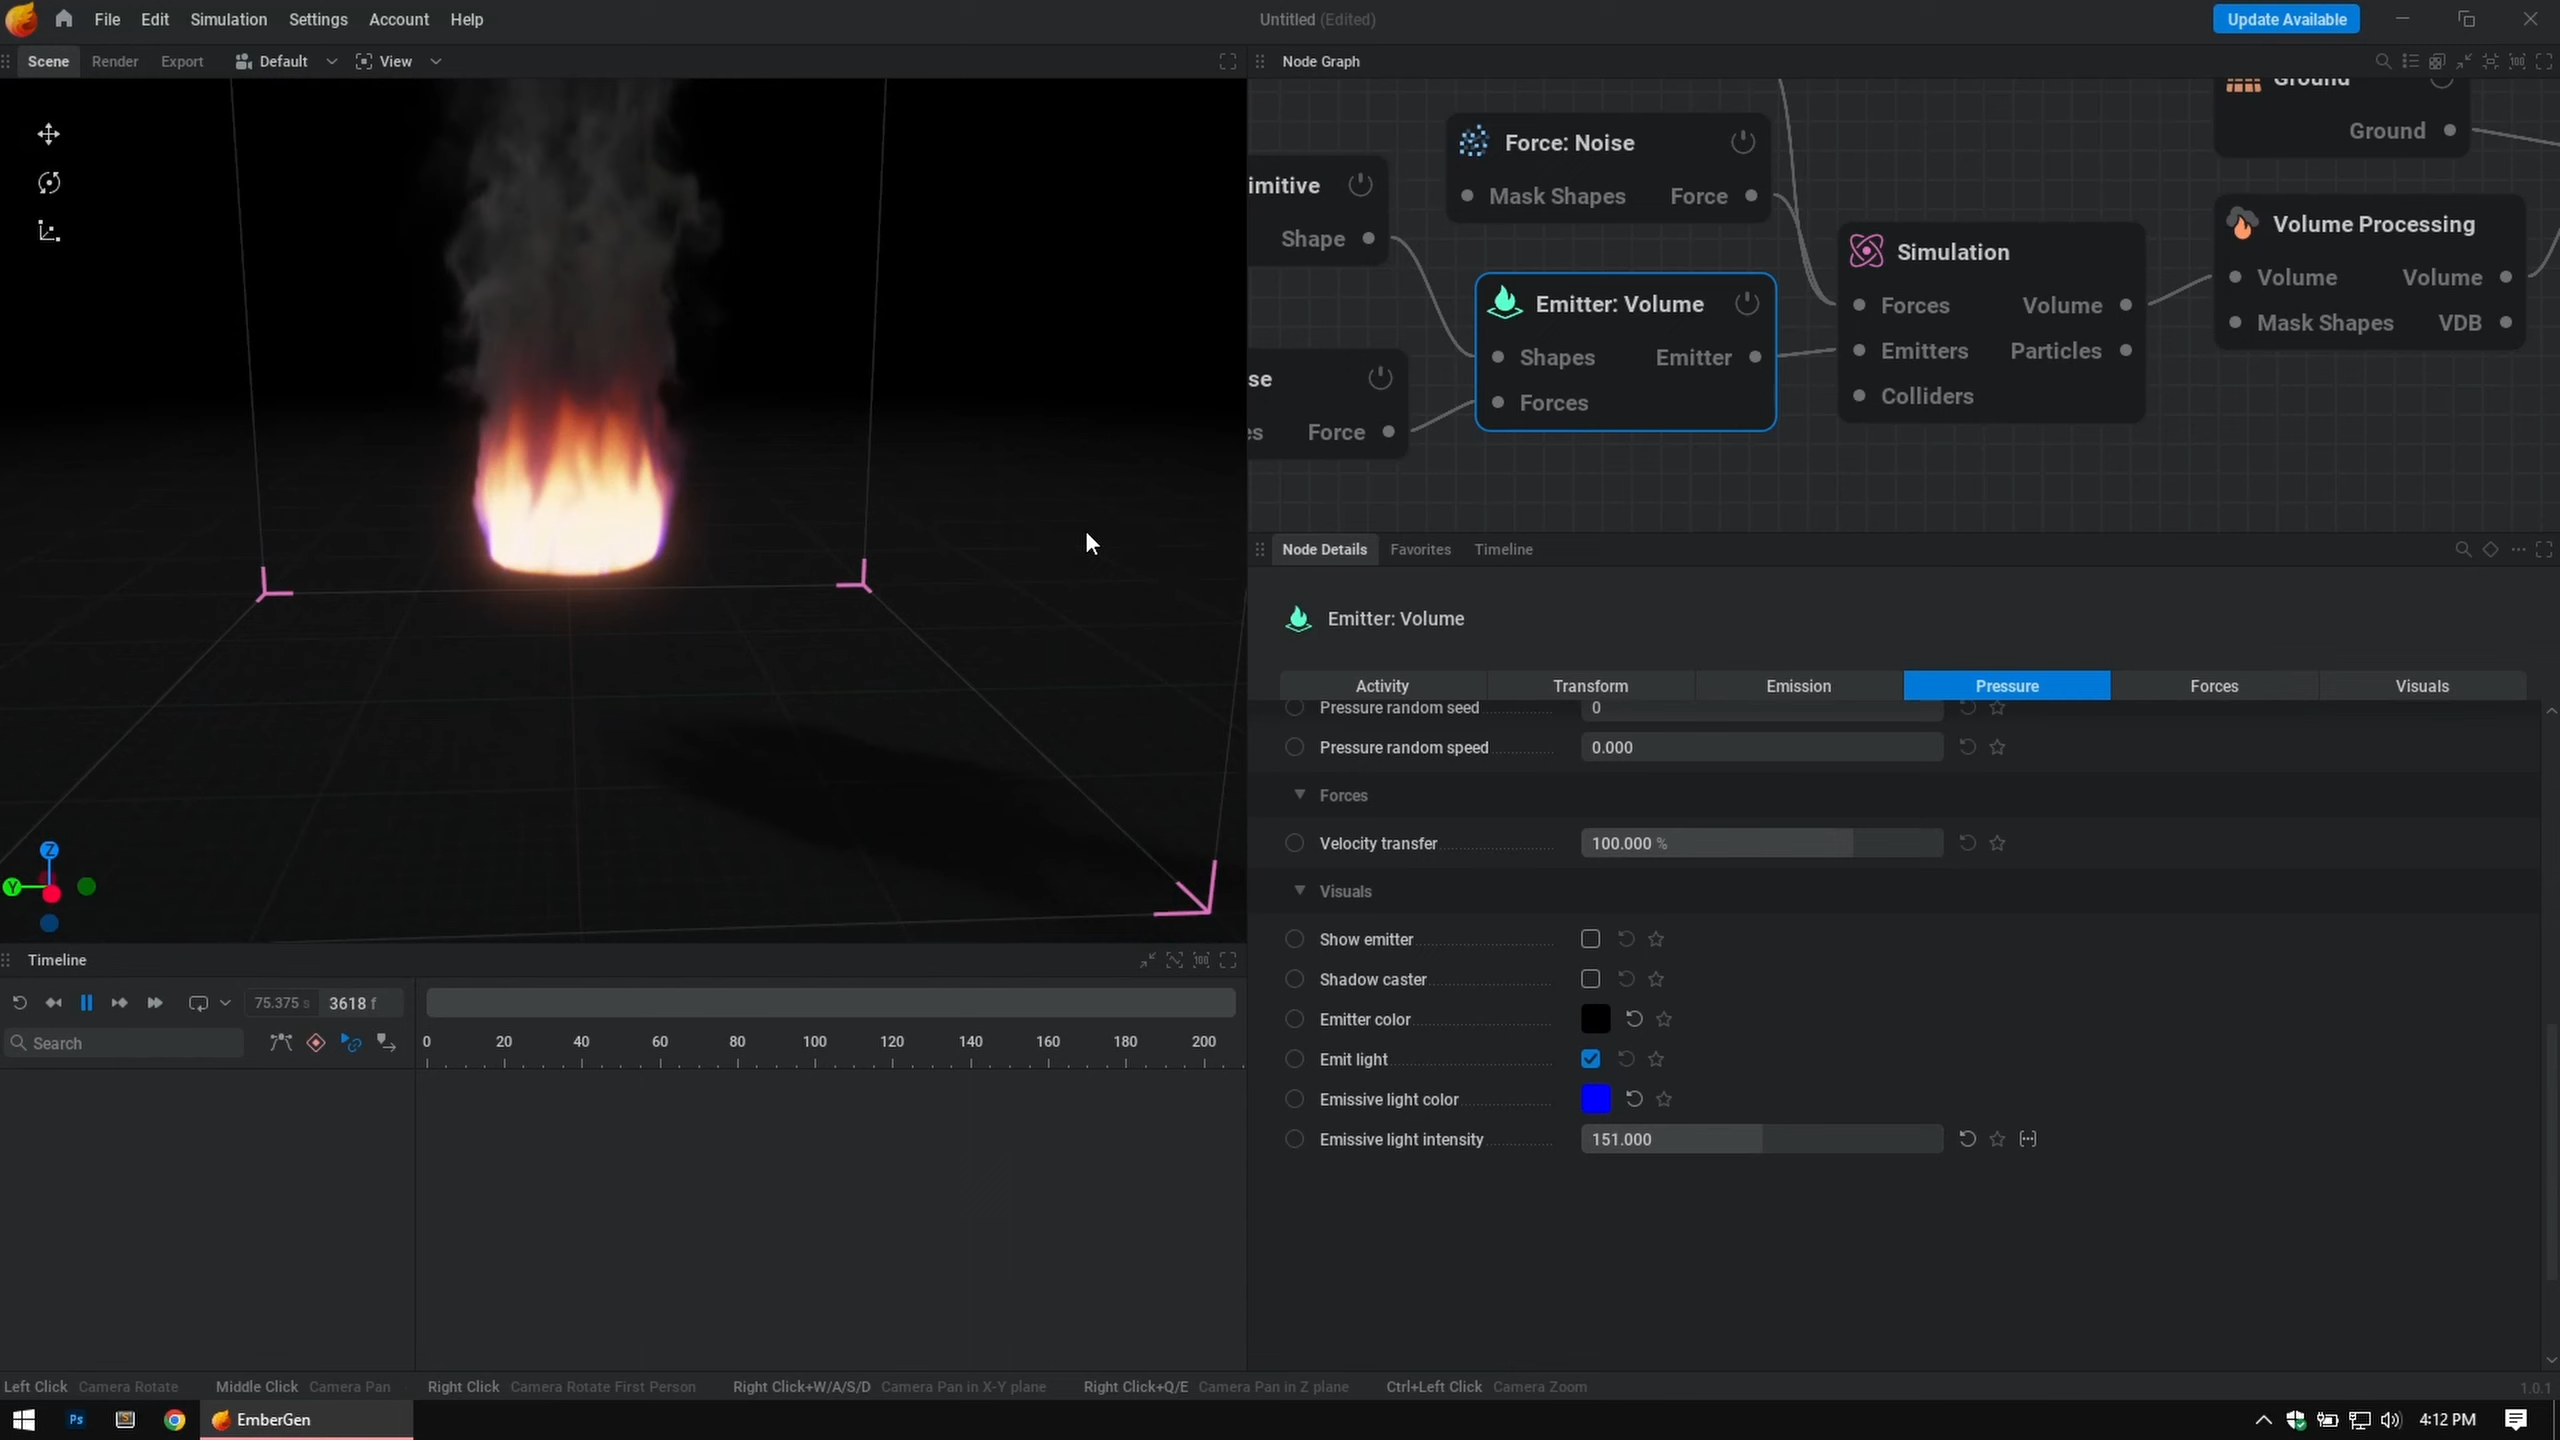 File Edit Simulation Settings Account Help
Untitled (Edited)
Update Available
Scene Render Export Default View
Node Graph
Ground
Ground
Force: Noise
Mask Shapes Force
imitive
Shape
Volume Processing
Volume Volume
Mask Shapes VDB
Simulation
Forces Volume
Emitters Particles
Colliders
Emitter: Volume
Shapes Emitter
Forces
se
es Force
Node Details Favorites Timeline
Emitter: Volume
Activity Transform Emission Pressure Forces Visuals
Pressure random seed 0
Pressure random speed 0.000
Forces
Velocity transfer 100.000 %
Visuals
Show emitter
Shadow caster
Emitter color
Emit light
Emissive light color
Emissive light intensity 151.000
Z
Y
Timeline
75.375 s 3618 f
Search
0 20 40 60 80 100 120 140 160 180 200
Left Click Camera Rotate Middle Click Camera Pan Right Click Camera Rotate First Person Right Click+W/A/S/D Camera Pan in X-Y plane Right Click+Q/E Camera Pan in Z plane Ctrl+Left Click Camera Zoom 1.0.1
Ps EmberGen 4:12 PM